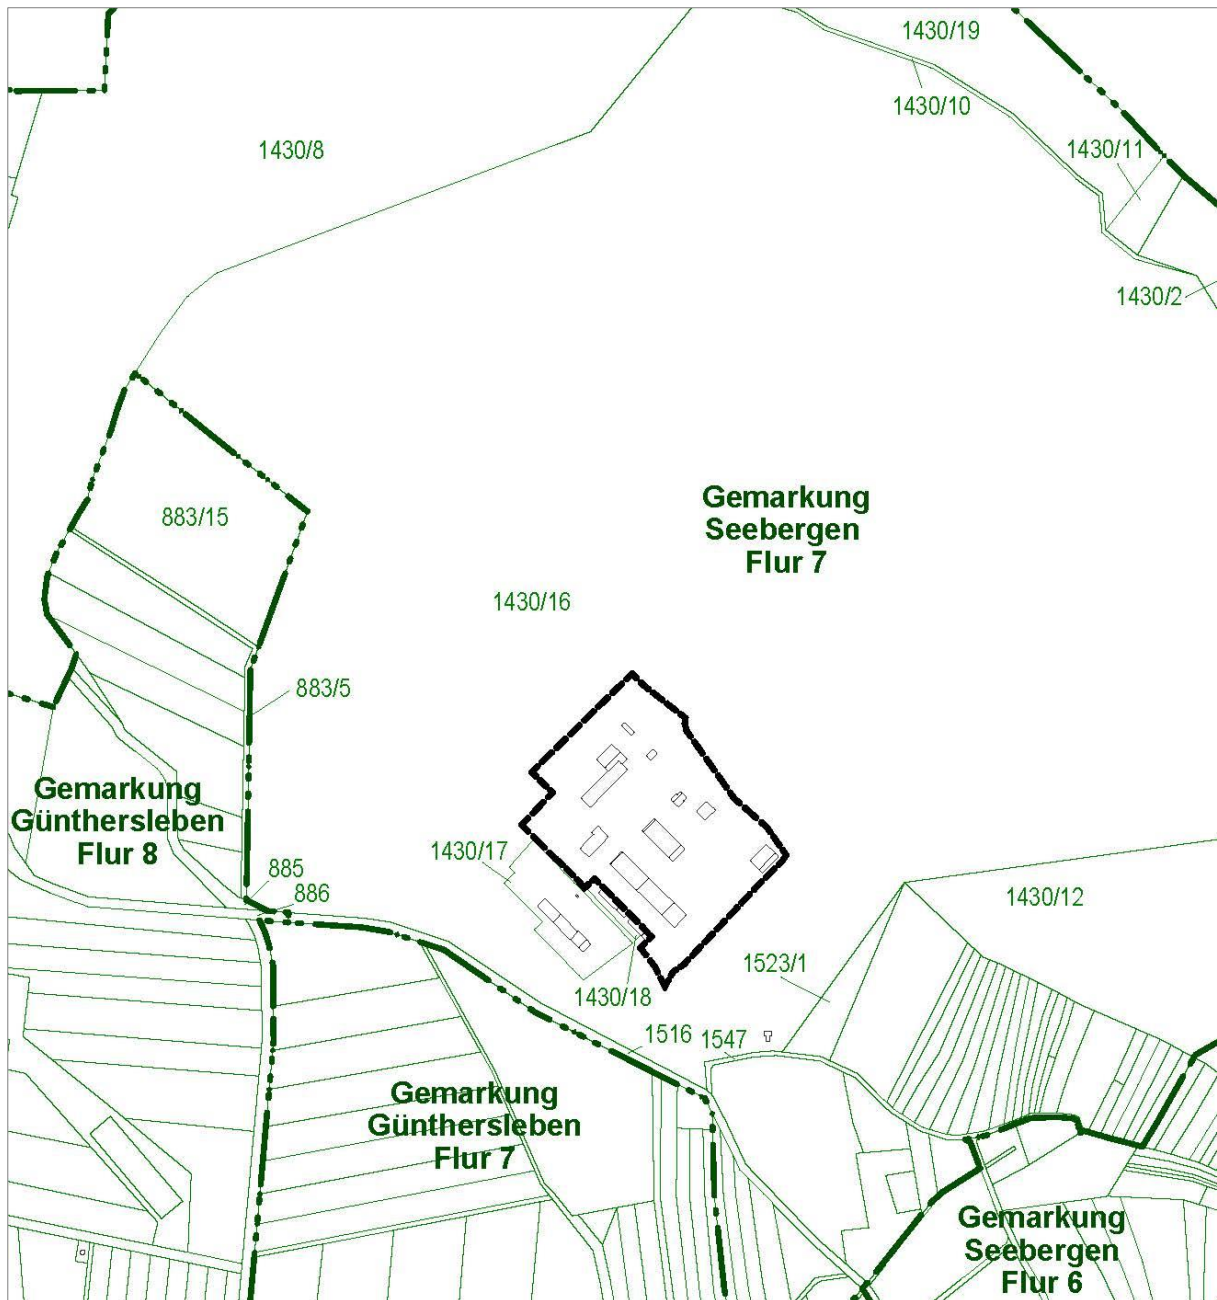 1430/19
1430/10
1430/8
1430/11
1430/2
Gemarkung
Seebergen
Flur 7
883/15
1430/16
883/5
Gemarkung
Günthersleben
Flur 8
1430/17
885
886
1430/12
1523/1
1430/18
1516
1547
Gemarkung
Günthersleben
Flur 7
Gemarkung
Seebergen
Flur 6